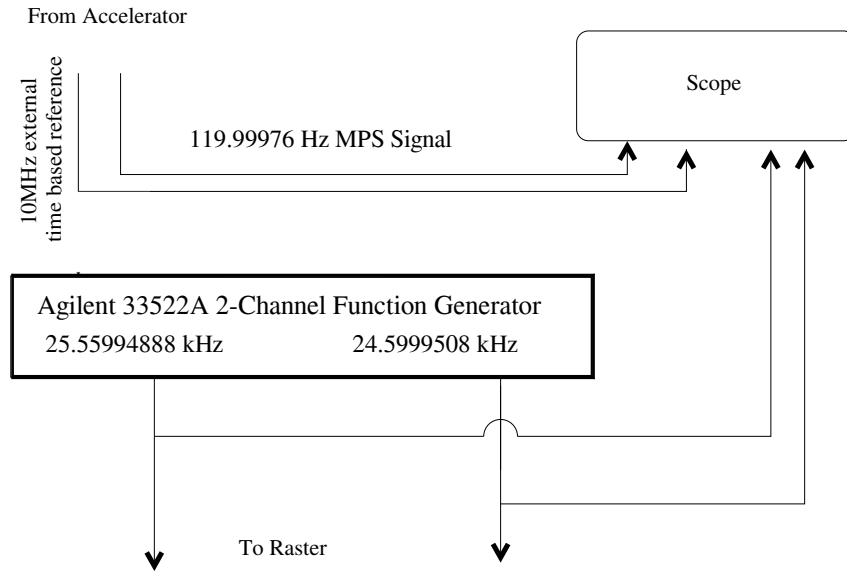 From Accelerator
10MHz external
time based reference
Scope
119.99976 Hz MPS Signal
Agilent 33522A 2-Channel Function Generator
25.55994888 kHz
24.5999508 kHz
To Raster